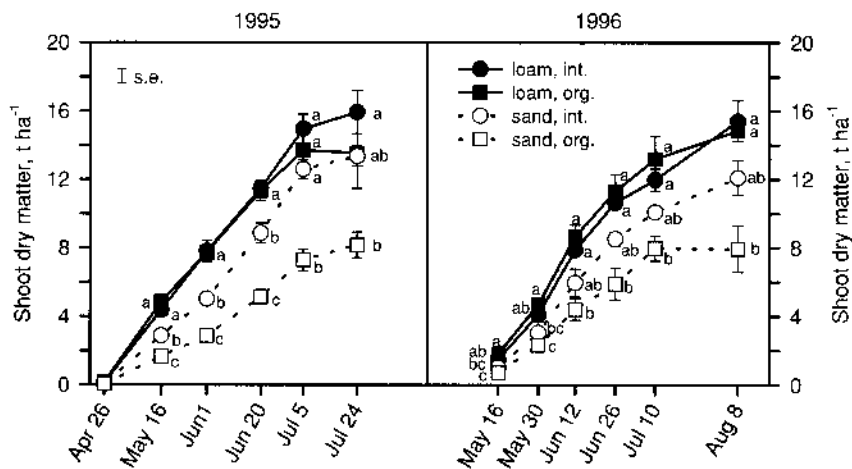 1995 1996
Shoot dry matter, t ha-1
20
16
12
8
4
0
I s.e.
a
a
a
ab
a
b
a
a
a
b
b
c
b
a
a
b
c
c
Apr 26
May 16
Jun1
Jun 20
Jul 5
Jul 24
loam, int.
loam, org.
sand, int.
sand, org.
a
a
ab
b
a
a
ab
b
a
a
ab
b
a
a
ab
b
a
ab
bc
c
a
ab
bc
c
May 16
May 30
Jun 12
Jun 26
Jul 10
Aug 8
20
16
12
8
4
0
Shoot dry matter, t ha-1